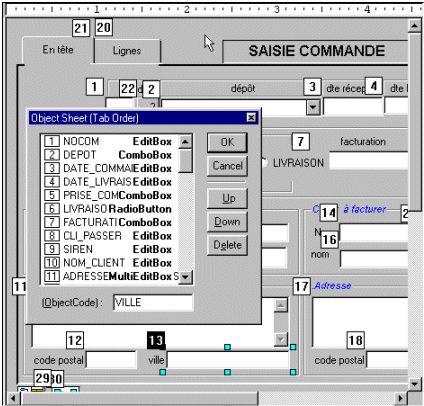 1 2 3 4
21 20
En tête Lignes SAISIE COMMANDE
1 22 2 dépôt 3 dte récep 4 dte
Object Sheet (Tab Order)
1 NOCOM EditBox
2 DEPOT ComboBox
3 DATE_COMMAI EditBox
4 DATE_LIVRAIS EditBox
5 PRISE_COM ComboBox
6 LIVRAISO RadioButton
7 FACTURATI ComboBox
8 CLI_PASSER EditBox
9 SIREN EditBox
10 NOM_CLIENT EditBox
11 ADRESSE MultiEditBox S
OK
Cancel
Up
Down
Delete
(ObjectCode) : VILLE
7 facturation
LIVRAISON
14 à facturer
16
nom
11 17 Adresse
12 13 18
code postal ville code postal
29 30